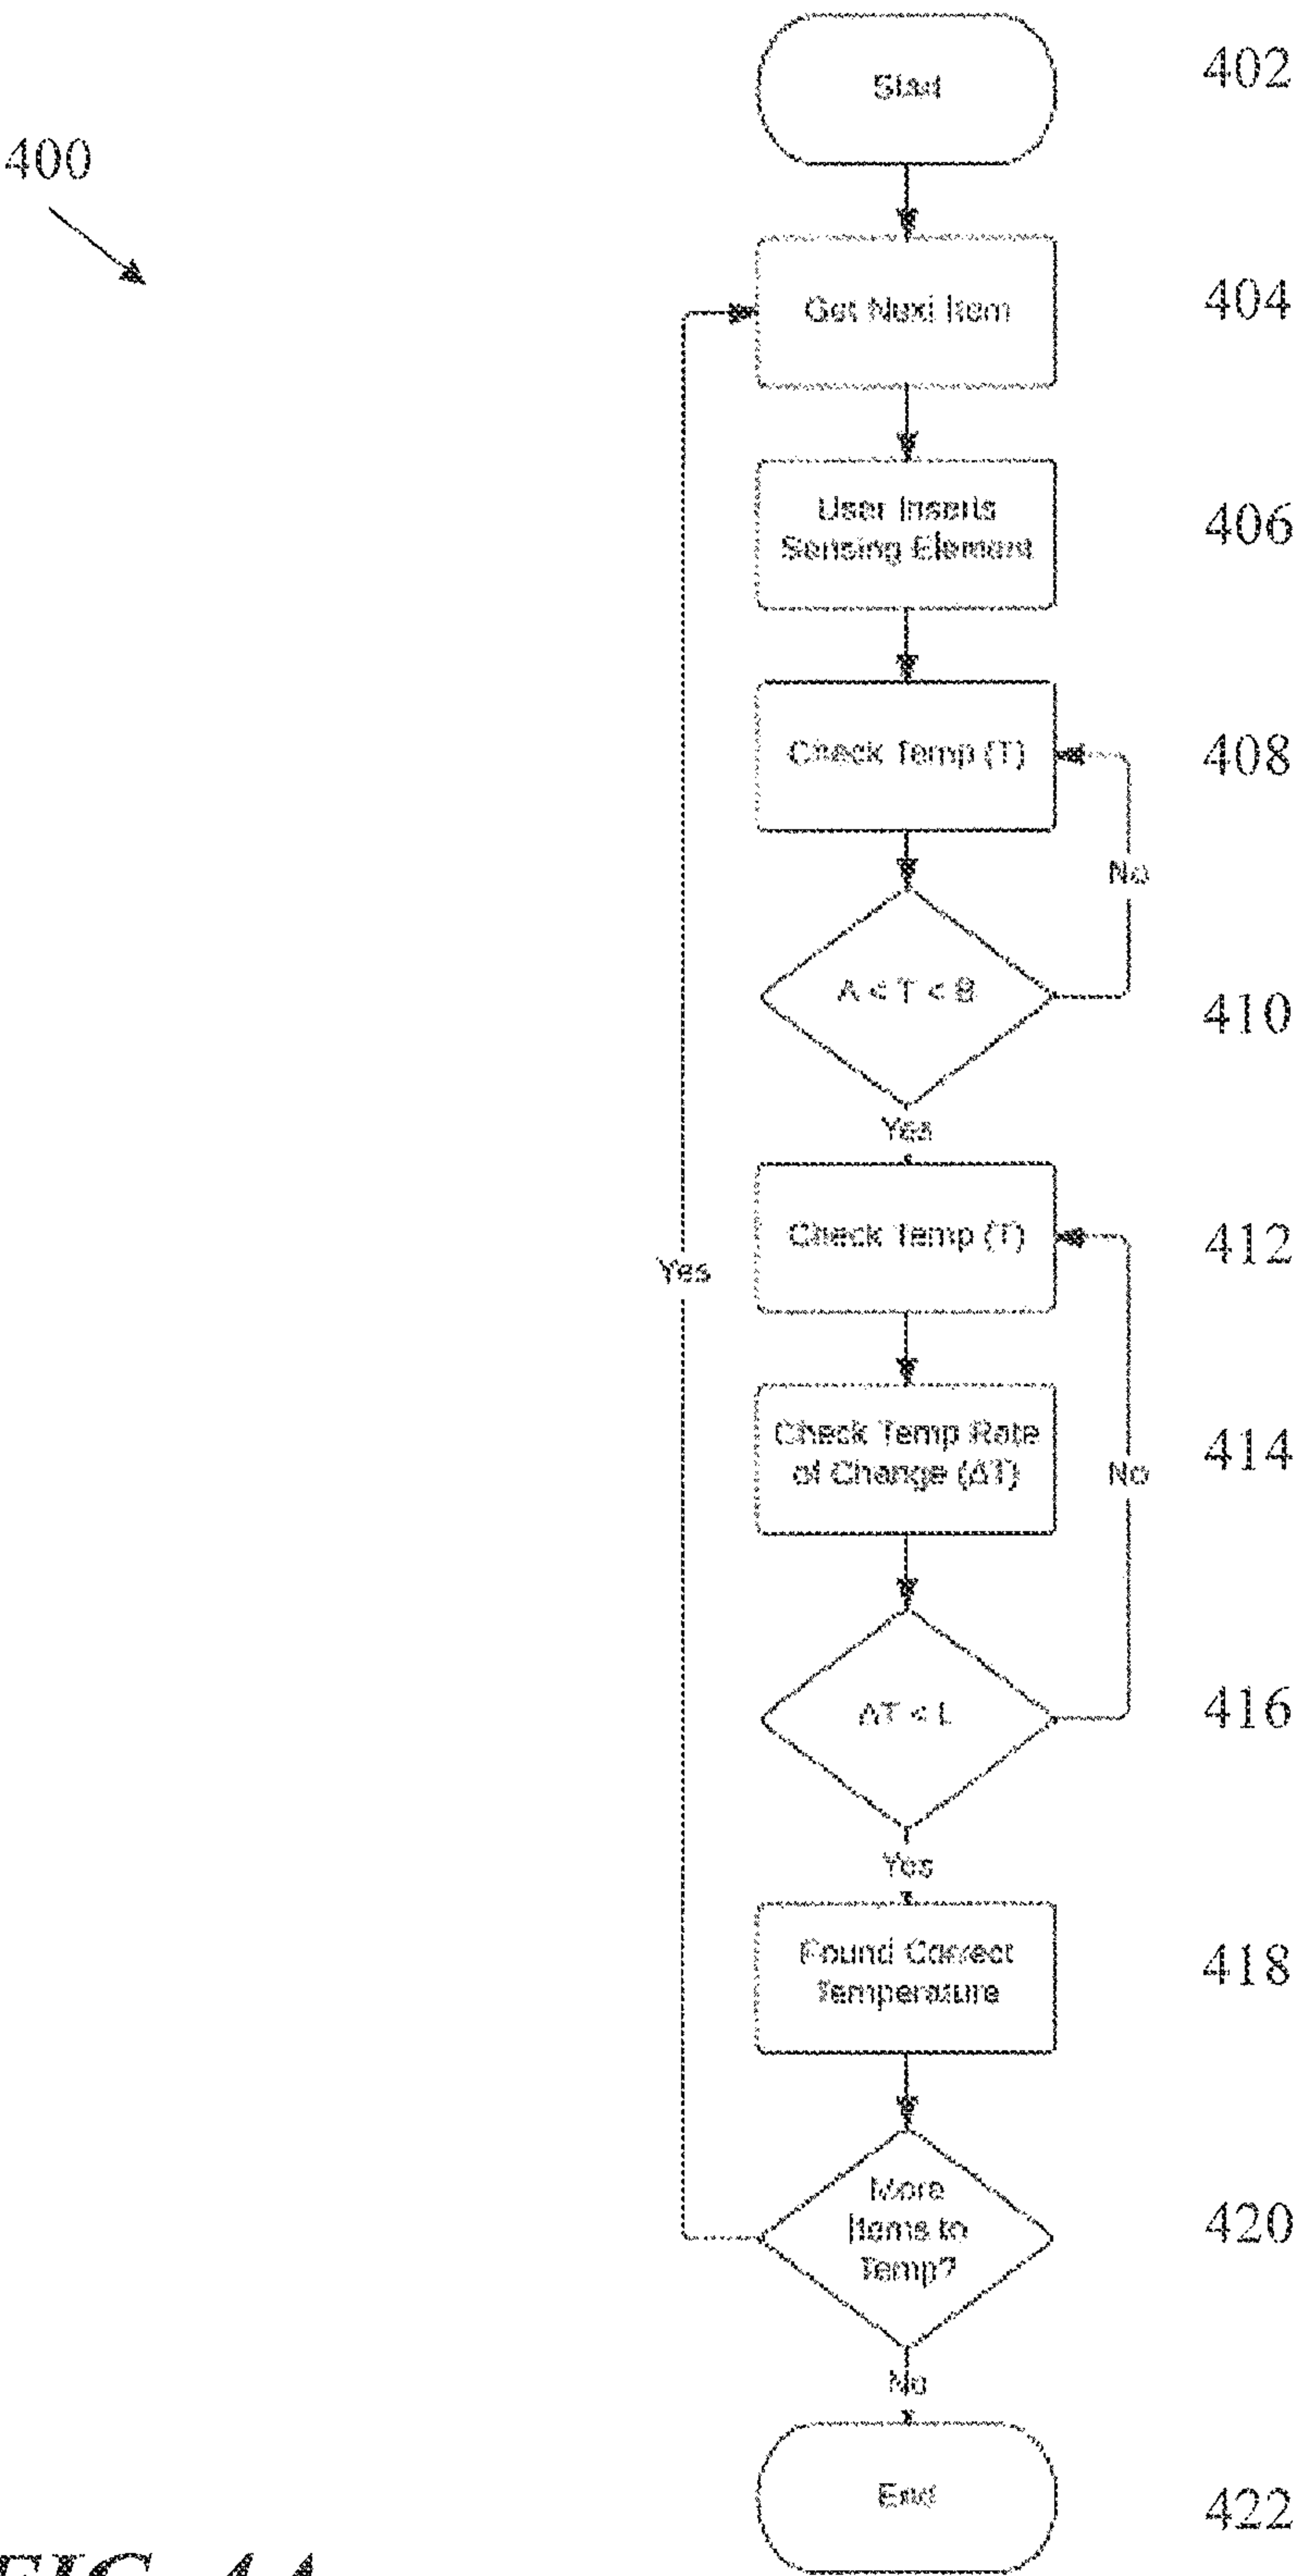 Start
402
400
Get Next Item
404
User Inserts
Sensing Element
406
Check Temp (T)
408
No
A < T < B
410
Yes
Check Temp (T)
412
Yes
Check Temp Rate
of Change (ΔT)
414
No
ΔT < L
416
Yes
Found Correct
Temperature
418
More
Items to
Temp?
420
No
End
422
FIG. 4A